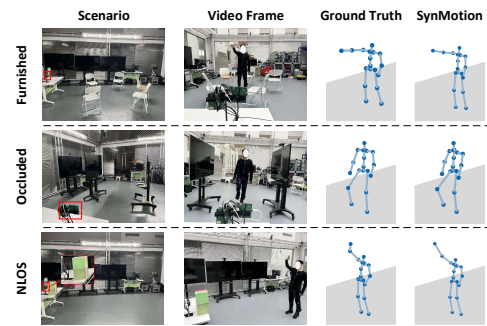 Scenario Video Frame Ground Truth SynMotion
Furnished
Occluded
NLOS